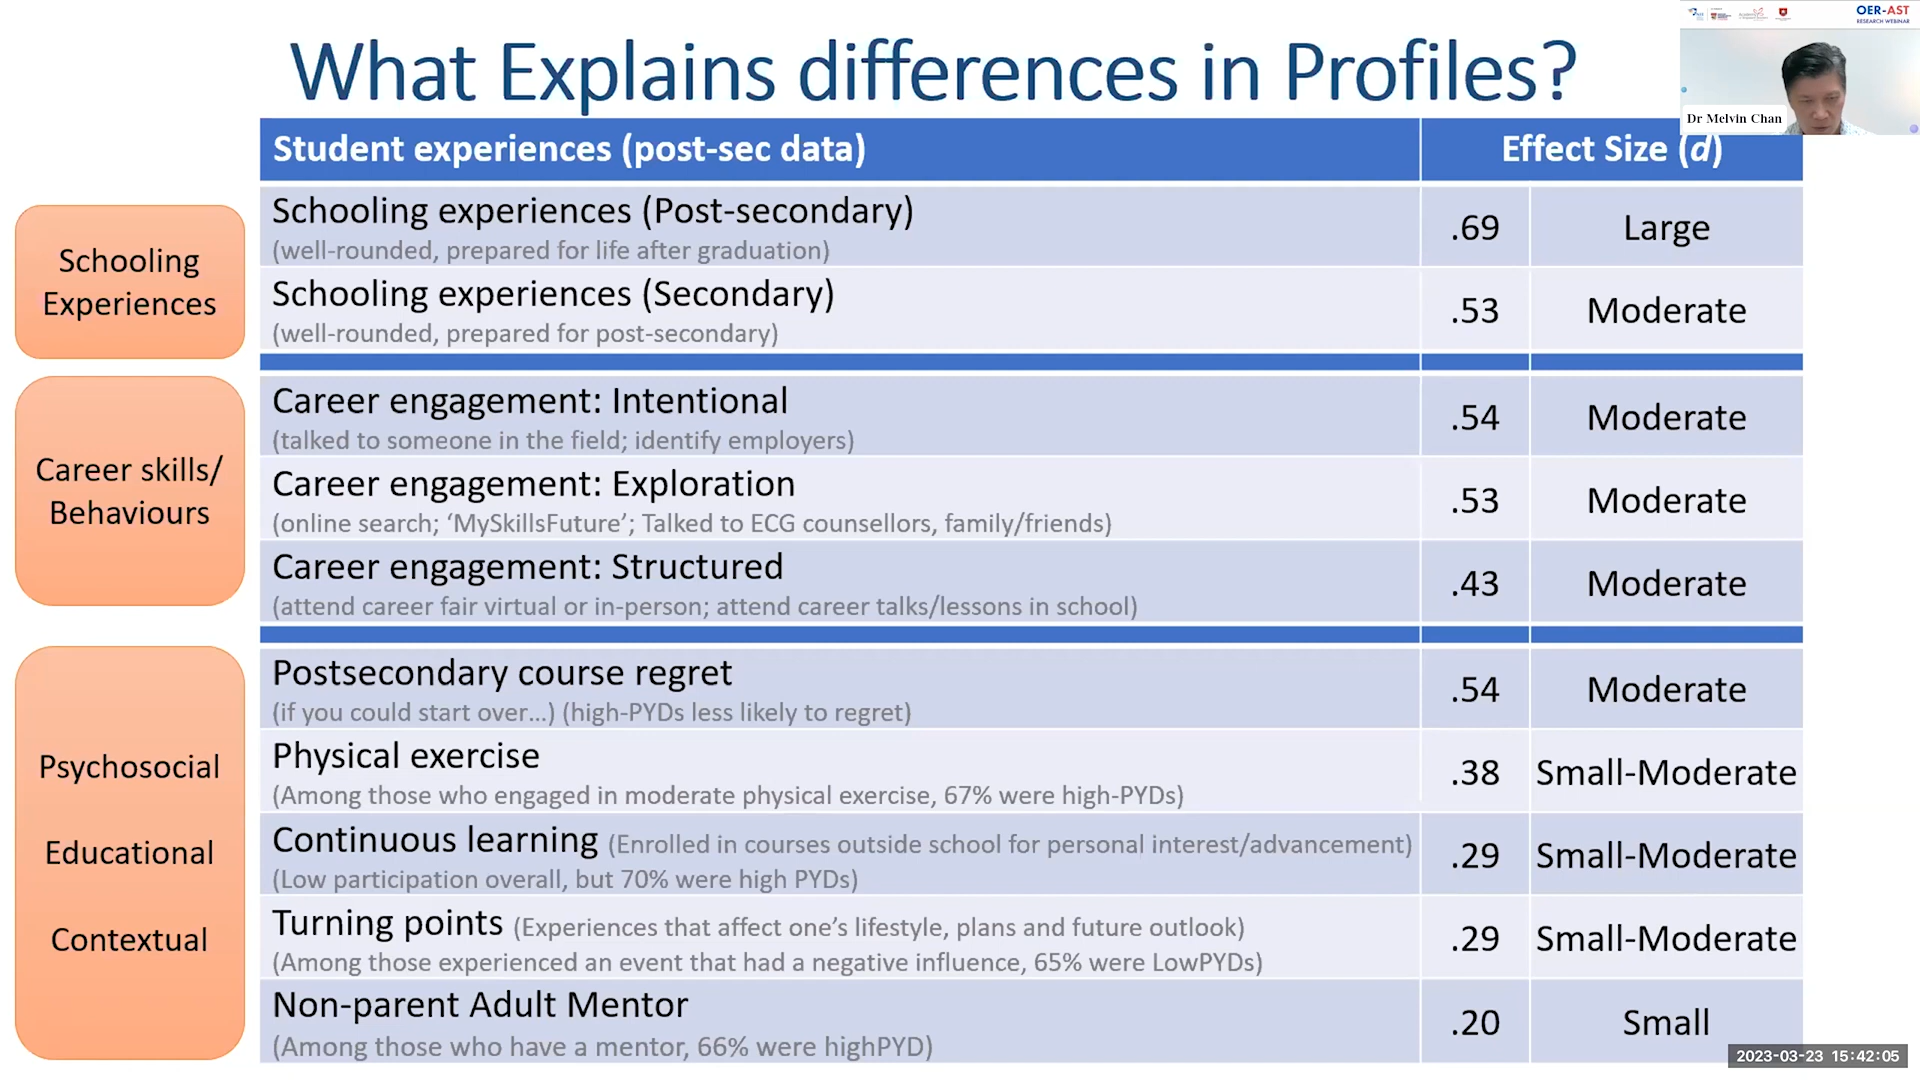 What Explains differences in Profiles?
OER-AST
RESEARCH WEBINAR
Dr Melvin Chan
Student experiences (post-sec data)
Effect Size (d)
Schooling
Experiences
Schooling experiences (Post-secondary)
(well-rounded, prepared for life after graduation)
.69
Large
Schooling experiences (Secondary)
(well-rounded, prepared for post-secondary)
.53
Moderate
Career skills/
Behaviours
Career engagement: Intentional
(talked to someone in the field; identify employers)
.54
Moderate
Career engagement: Exploration
(online search; ‘MySkillsFuture’; Talked to ECG counsellors, family/friends)
.53
Moderate
Career engagement: Structured
(attend career fair virtual or in-person; attend career talks/lessons in school)
.43
Moderate
Psychosocial
Educational
Contextual
Postsecondary course regret
(if you could start over…) (high-PYDs less likely to regret)
.54
Moderate
Physical exercise
(Among those who engaged in moderate physical exercise, 67% were high-PYDs)
.38
Small-Moderate
Continuous learning (Enrolled in courses outside school for personal interest/advancement)
(Low participation overall, but 70% were high PYDs)
.29
Small-Moderate
Turning points (Experiences that affect one’s lifestyle, plans and future outlook)
(Among those experienced an event that had a negative influence, 65% were LowPYDs)
.29
Small-Moderate
Non-parent Adult Mentor
(Among those who have a mentor, 66% were highPYD)
.20
Small
2023-03-23 15:42:05